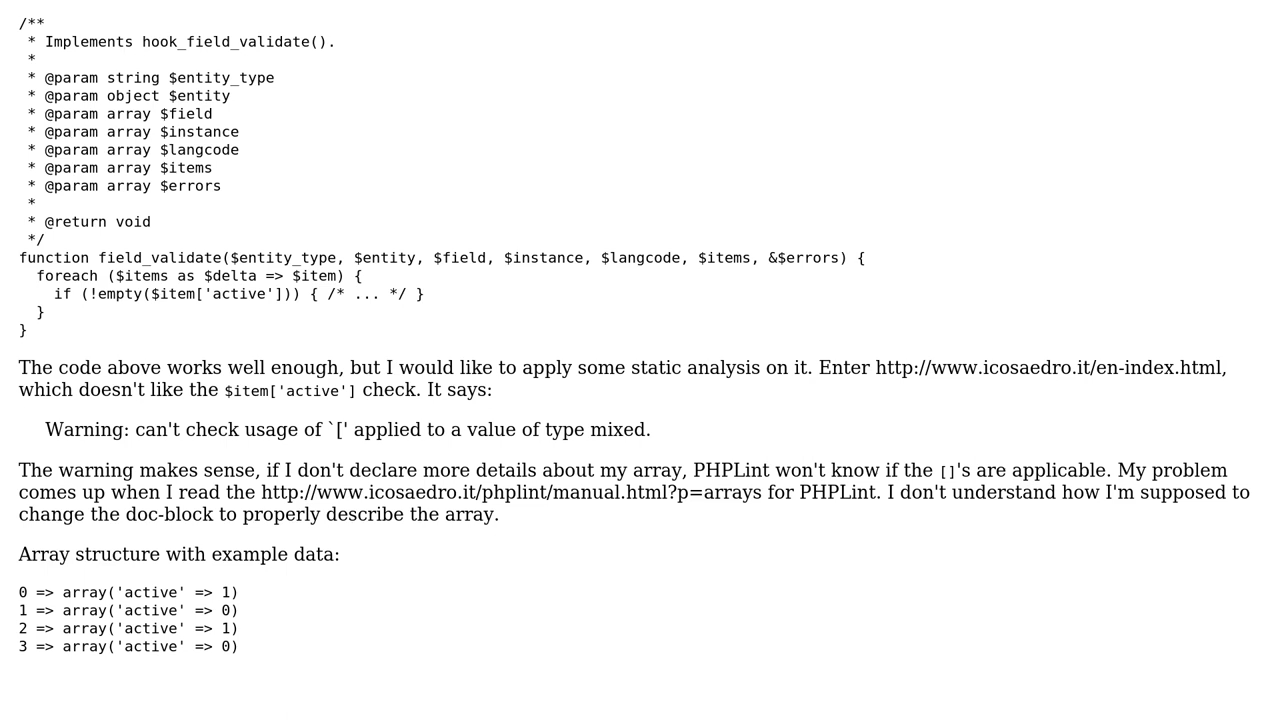 /**
 * Implements hook_field_validate().
 *
 * @param string $entity_type
 * @param object $entity
 * @param array $field
 * @param array $instance
 * @param array $langcode
 * @param array $items
 * @param array $errors
 *
 * @return void
 */
function field_validate($entity_type, $entity, $field, $instance, $langcode, $items, &$errors) {
  foreach ($items as $delta => $item) {
    if (!empty($item['active'])) { /* ... */ }
  }
}
The code above works well enough, but I would like to apply some static analysis on it. Enter http://www.icosaedro.it/en-index.html,
which doesn't like the $item['active'] check. It says:
Warning: can't check usage of `[' applied to a value of type mixed.
The warning makes sense, if I don't declare more details about my array, PHPLint won't know if the []'s are applicable. My problem
comes up when I read the http://www.icosaedro.it/phplint/manual.html?p=arrays for PHPLint. I don't understand how I'm supposed to
change the doc-block to properly describe the array.
Array structure with example data:
0 => array('active' => 1)
1 => array('active' => 0)
2 => array('active' => 1)
3 => array('active' => 0)